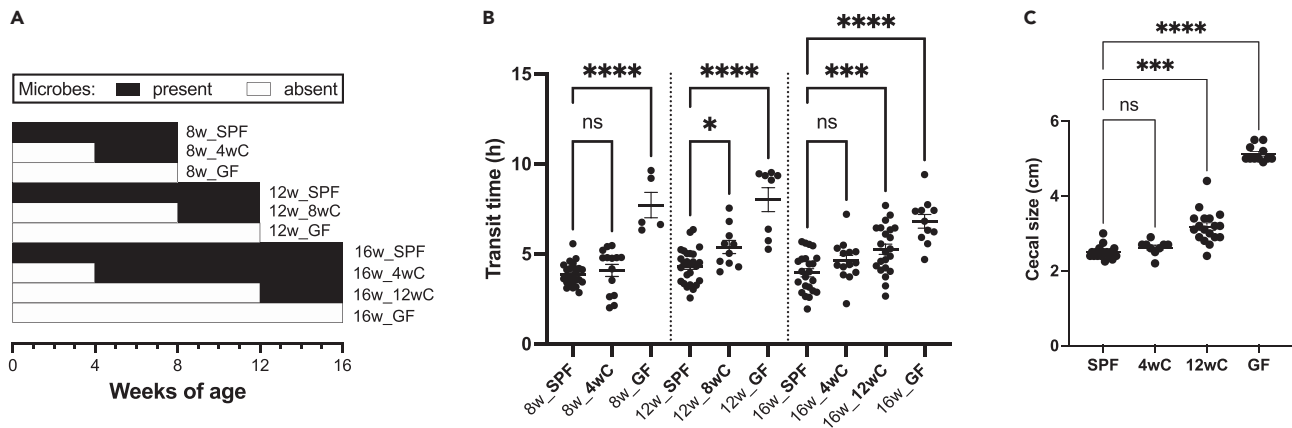 A
Microbes: present absent
8w_SPF
8w_4wC
8w_GF
12w_SPF
12w_8wC
12w_GF
16w_SPF
16w_4wC
16w_12wC
16w_GF
0 4 8 12 16
Weeks of age
B
****
**** **** ***
ns * ns
Transit time (h)
15
10
5
0
8w_SPF 8w_4wC 8w_GF 12w_SPF 12w_8wC 12w_GF 16w_SPF 16w_4wC 16w_12wC 16w_GF
C
****
***
ns
Cecal size (cm)
6
4
2
0
SPF 4wC 12wC GF